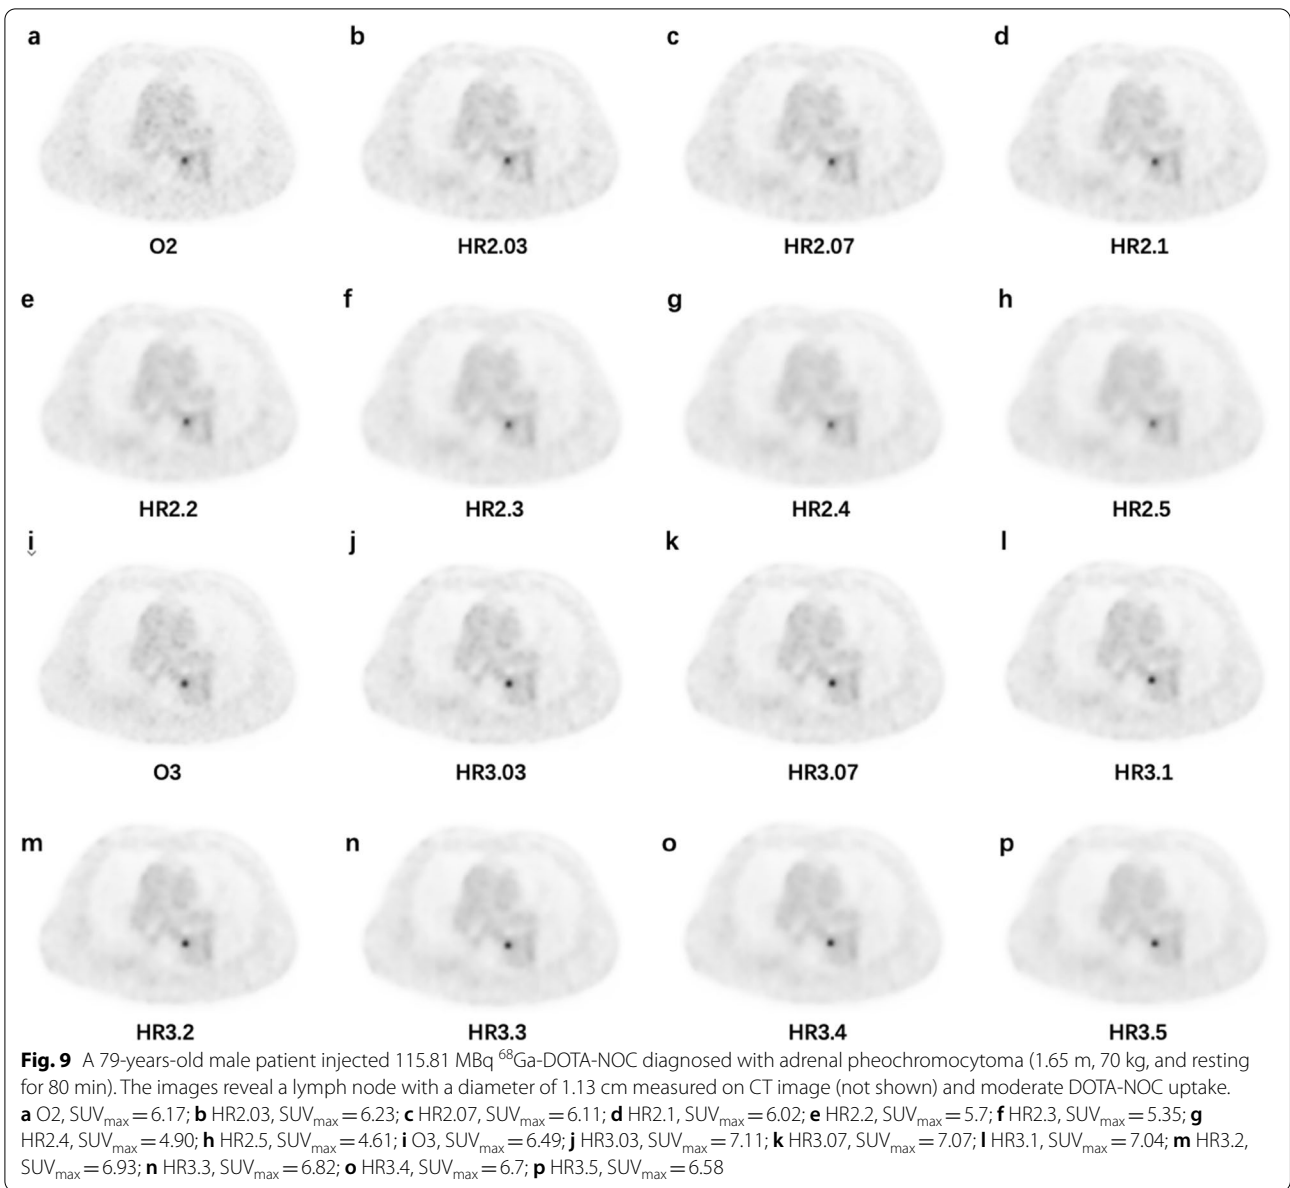 a b c d
O2 HR2.03 HR2.07 HR2.1
e f g h
HR2.2 HR2.3 HR2.4 HR2.5
i j k l
O3 HR3.03 HR3.07 HR3.1
m n o p
HR3.2 HR3.3 HR3.4 HR3.5
Fig. 9 A 79-years-old male patient injected 115.81 MBq ⁶⁸Ga-DOTA-NOC diagnosed with adrenal pheochromocytoma (1.65 m, 70 kg, and resting
for 80 min). The images reveal a lymph node with a diameter of 1.13 cm measured on CT image (not shown) and moderate DOTA-NOC uptake.
a O2, SUVmax = 6.17; b HR2.03, SUVmax = 6.23; c HR2.07, SUVmax = 6.11; d HR2.1, SUVmax = 6.02; e HR2.2, SUVmax = 5.7; f HR2.3, SUVmax = 5.35; g
HR2.4, SUVmax = 4.90; h HR2.5, SUVmax = 4.61; i O3, SUVmax = 6.49; j HR3.03, SUVmax = 7.11; k HR3.07, SUVmax = 7.07; l HR3.1, SUVmax = 7.04; m HR3.2,
SUVmax = 6.93; n HR3.3, SUVmax = 6.82; o HR3.4, SUVmax = 6.7; p HR3.5, SUVmax = 6.58